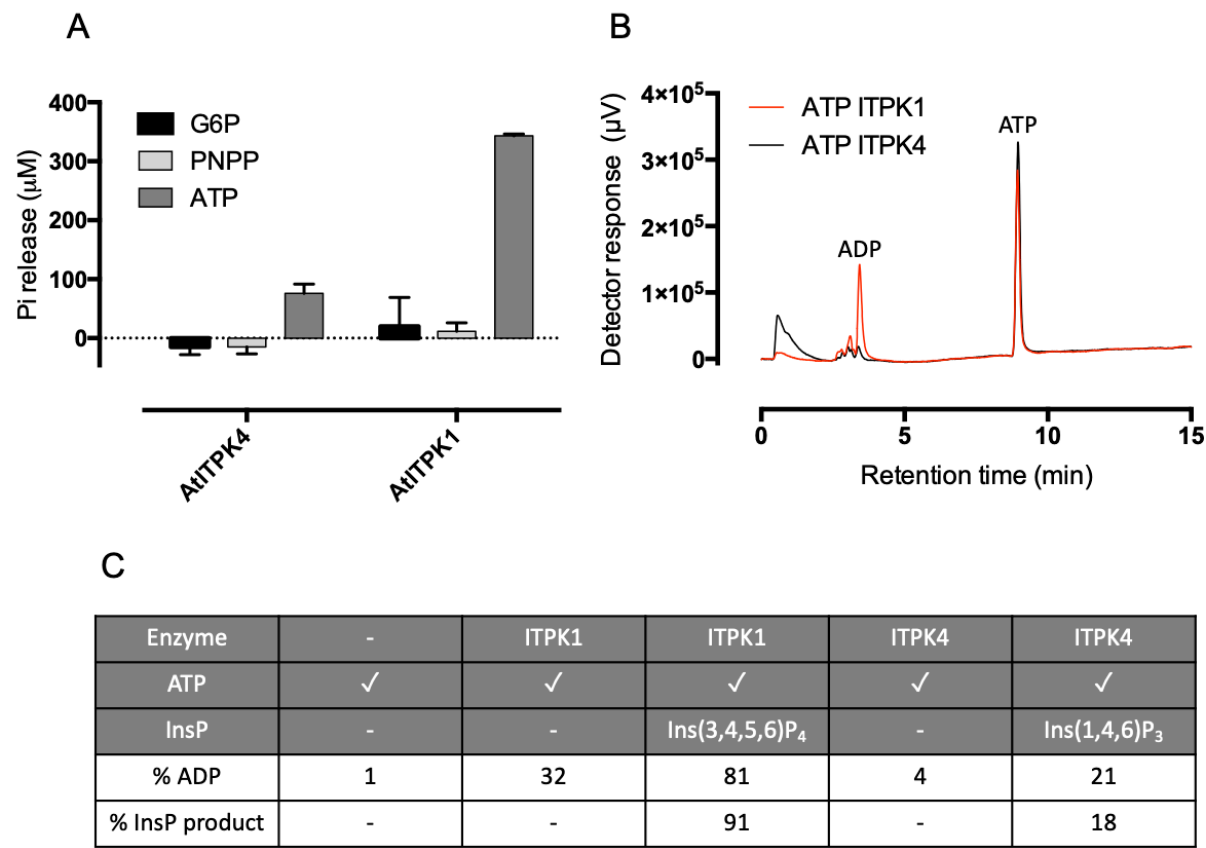 A
B
400
300
200
100
0
Pi release (μM)
G6P
PNPP
ATP
AtITPK4
AtITPK1
4×10⁵
3×10⁵
2×10⁵
1×10⁵
0
Detector response (μV)
ATP ITPK1
ATP ITPK4
ADP
ATP
0 5 10 15
Retention time (min)
C
Enzyme - ITPK1 ITPK1 ITPK4 ITPK4
ATP ✓ ✓ ✓ ✓ ✓
InsP - - Ins(3,4,5,6)P₄ - Ins(1,4,6)P₃
% ADP 1 32 81 4 21
% InsP product - - 91 - 18